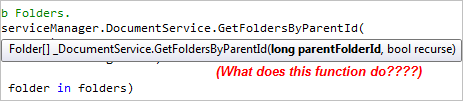 b Folders.
serviceManager.DocumentService.GetFoldersByParentId(
Folder[] _DocumentService.GetFoldersByParentId(long parentFolderId, bool recurse)
(What does this function do????)
folder in folders)